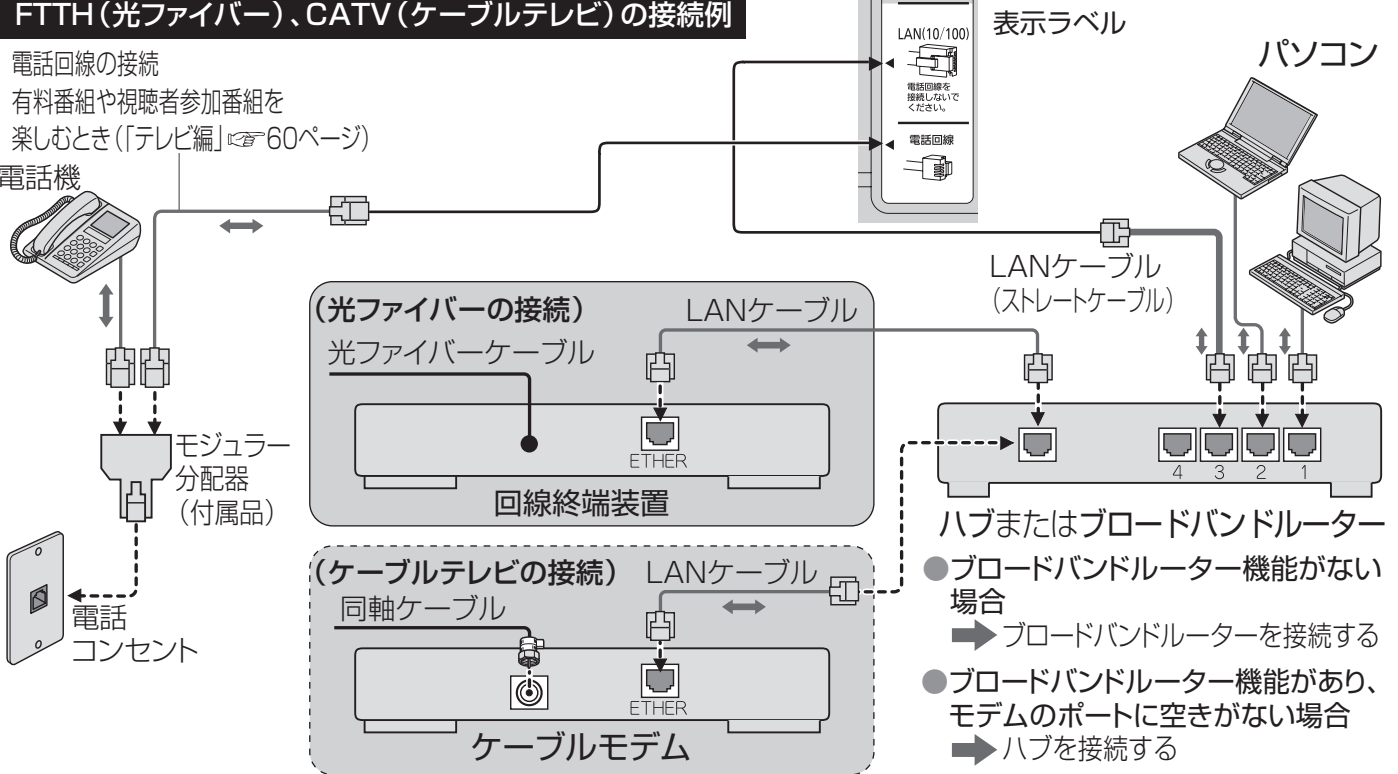 FTTH（光ファイバー）、CATV（ケーブルテレビ）の接続例
電話回線の接続
有料番組や視聴者参加番組を
楽しむとき（「テレビ編」☞60ページ）
電話機
モジュラー
分配器
（付属品）
電話
コンセント
LAN(10/100)
電話回線を
接続しないで
ください。
電話回線
表示ラベル
パソコン
LANケーブル
（ストレートケーブル）
（光ファイバーの接続）
LANケーブル
光ファイバーケーブル
ETHER
回線終端装置
（ケーブルテレビの接続）
LANケーブル
同軸ケーブル
ETHER
ケーブルモデム
4 3 2 1
ハブまたはブロードバンドルーター
●ブロードバンドルーター機能がない
場合
➡ブロードバンドルーターを接続する
●ブロードバンドルーター機能があり、
モデムのポートに空きがない場合
➡ハブを接続する